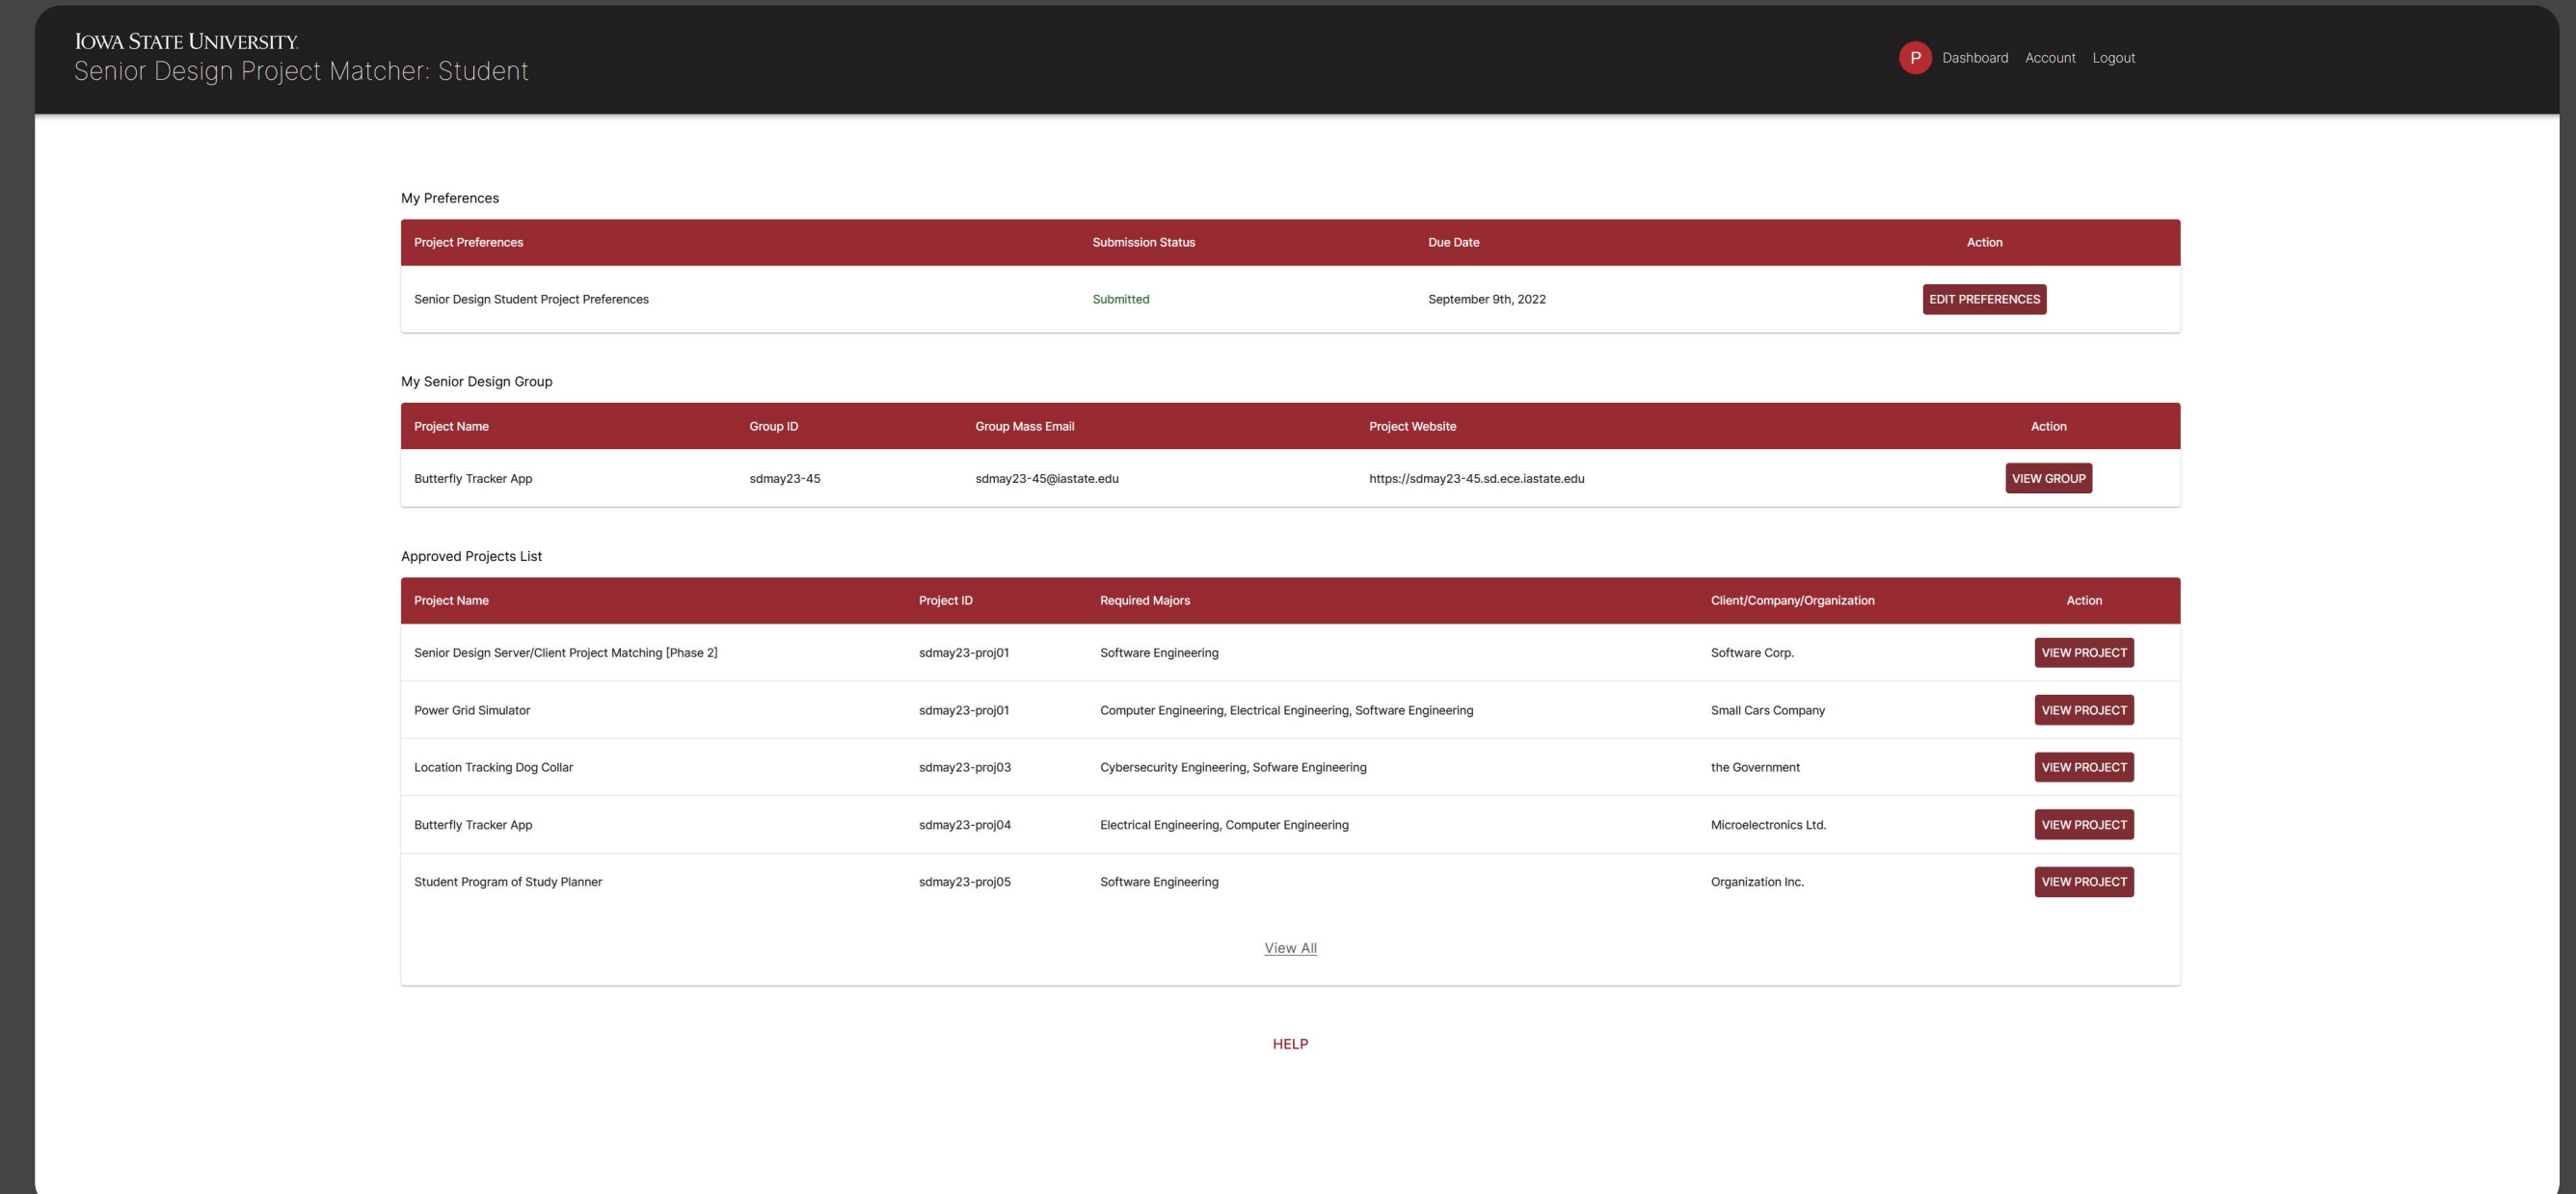 IOWA STATE UNIVERSITY.
Senior Design Project Matcher: Student
P Dashboard Account Logout
My Preferences
Project Preferences Submission Status Due Date Action
Senior Design Student Project Preferences Submitted September 9th, 2022 EDIT PREFERENCES
My Senior Design Group
Project Name Group ID Group Mass Email Project Website Action
Butterfly Tracker App sdmay23-45 sdmay23-45@iastate.edu https://sdmay23-45.sd.ece.iastate.edu VIEW GROUP
Approved Projects List
Project Name Project ID Required Majors Client/Company/Organization Action
Senior Design Server/Client Project Matching [Phase 2] sdmay23-proj01 Software Engineering Software Corp. VIEW PROJECT
Power Grid Simulator sdmay23-proj01 Computer Engineering, Electrical Engineering, Software Engineering Small Cars Company VIEW PROJECT
Location Tracking Dog Collar sdmay23-proj03 Cybersecurity Engineering, Sofware Engineering the Government VIEW PROJECT
Butterfly Tracker App sdmay23-proj04 Electrical Engineering, Computer Engineering Microelectronics Ltd. VIEW PROJECT
Student Program of Study Planner sdmay23-proj05 Software Engineering Organization Inc. VIEW PROJECT
View All
HELP